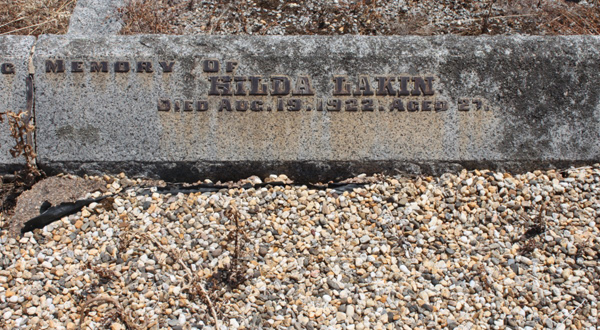 G MEMORY OF
HILDA LAKIN
DIED AUG. 19. 1922. AGED 27.